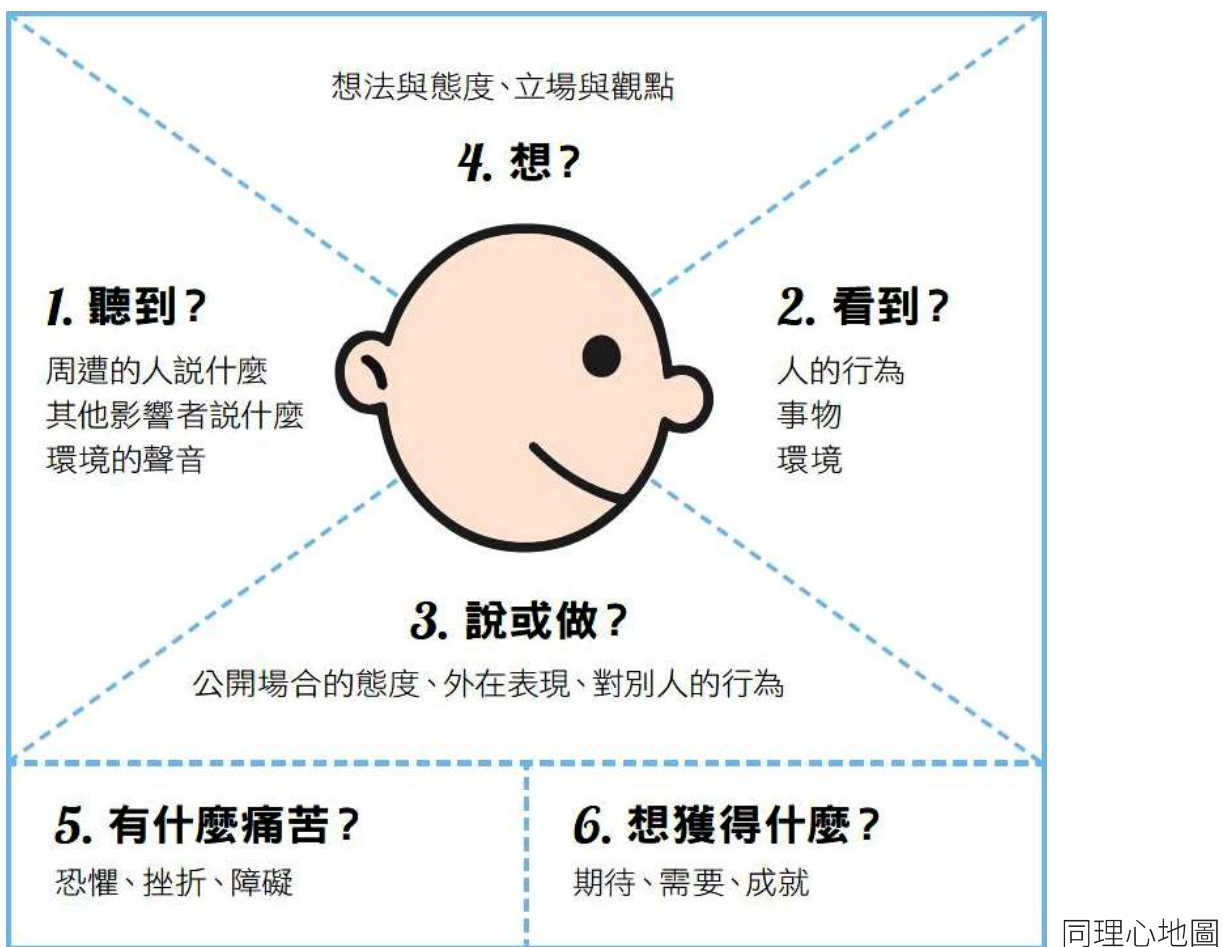 想法與態度、立場與觀點
4. 想?
1. 聽到?
周遭的人說什麼
其他影響者說什麼
環境的聲音
2. 看到?
人的行為
事物
環境
3. 說或做?
公開場合的態度、外在表現、對別人的行為
5. 有什麼痛苦?
恐懼、挫折、障礙
6. 想獲得什麼?
期待、需要、成就
同理心地圖